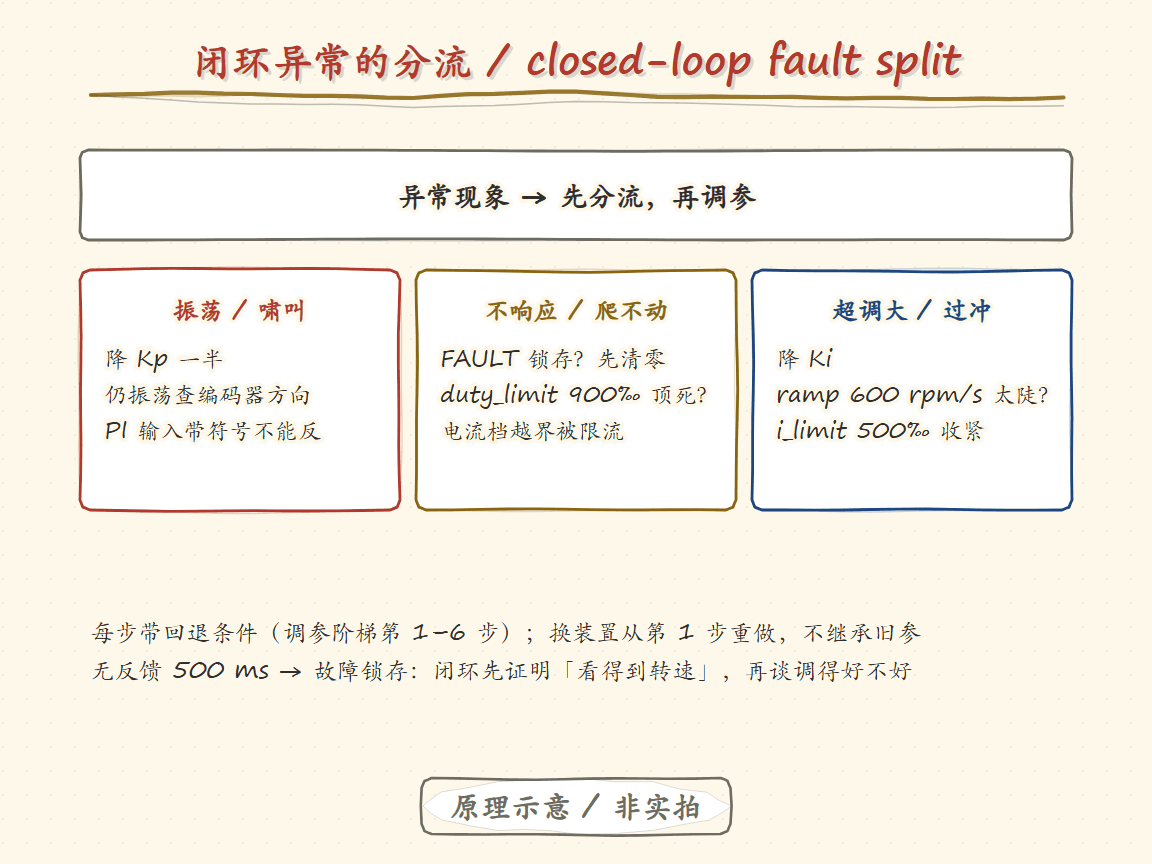 闭环异常的分流 / closed-loop fault split
异常现象 → 先分流，再调参
振荡 / 啸叫
降 Kp 一半
仍振荡查编码器方向
PI 输入带符号不能反
不响应 / 爬不动
FAULT 锁存？先清零
duty_limit 900‰ 顶死？
电流档越界被限流
超调大 / 过冲
降 Ki
ramp 600 rpm/s 太陡？
i_limit 500‰ 收紧
每步带回退条件（调参阶梯第 1–6 步）；换装置从第 1 步重做，不继承旧参
无反馈 500 ms → 故障锁存：闭环先证明「看得到转速」，再谈调得好不好
原理示意 / 非实拍